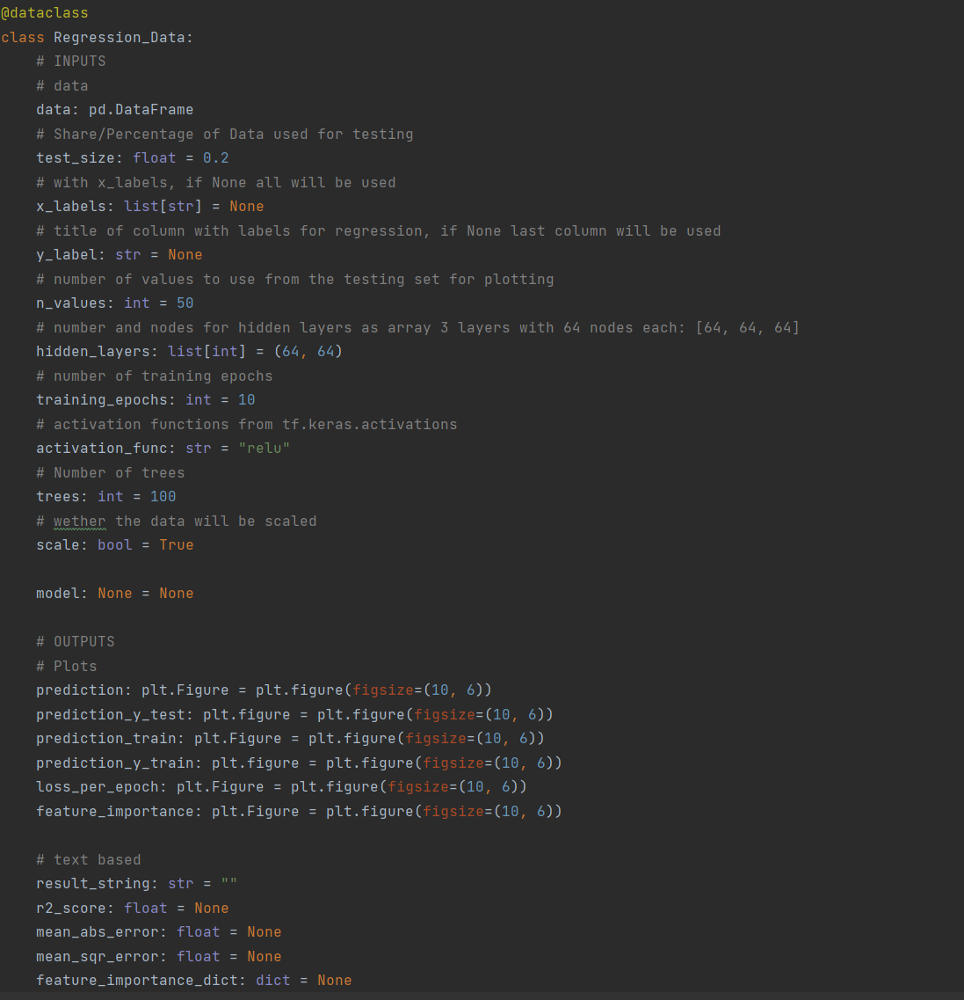 @dataclass
class Regression_Data:
    # INPUTS
    # data
    data: pd.DataFrame
    # Share/Percentage of Data used for testing
    test_size: float = 0.2
    # with x_labels, if None all will be used
    x_labels: list[str] = None
    # title of column with labels for regression, if None last column will be used
    y_label: str = None
    # number of values to use from the testing set for plotting
    n_values: int = 50
    # number and nodes for hidden layers as array 3 layers with 64 nodes each: [64, 64, 64]
    hidden_layers: list[int] = (64, 64)
    # number of training epochs
    training_epochs: int = 10
    # activation functions from tf.keras.activations
    activation_func: str = "relu"
    # Number of trees
    trees: int = 100
    # wether the data will be scaled
    scale: bool = True

    model: None = None

    # OUTPUTS
    # Plots
    prediction: plt.Figure = plt.figure(figsize=(10, 6))
    prediction_y_test: plt.figure = plt.figure(figsize=(10, 6))
    prediction_train: plt.Figure = plt.figure(figsize=(10, 6))
    prediction_y_train: plt.figure = plt.figure(figsize=(10, 6))
    loss_per_epoch: plt.Figure = plt.figure(figsize=(10, 6))
    feature_importance: plt.Figure = plt.figure(figsize=(10, 6))

    # text based
    result_string: str = ""
    r2_score: float = None
    mean_abs_error: float = None
    mean_sqr_error: float = None
    feature_importance_dict: dict = None